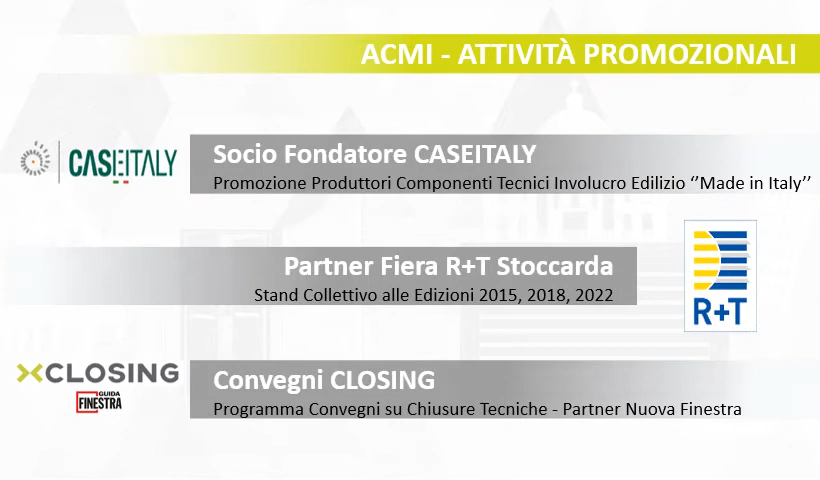 ACMI - ATTIVITÀ PROMOZIONALI
CASEITALY
Socio Fondatore CASEITALY
Promozione Produttori Componenti Tecnici Involucro Edilizio ‘’Made in Italy’’
Partner Fiera R+T Stoccarda
Stand Collettivo alle Edizioni 2015, 2018, 2022
R+T
CLOSING
GUIDA
FINESTRA
Convegni CLOSING
Programma Convegni su Chiusure Tecniche - Partner Nuova Finestra